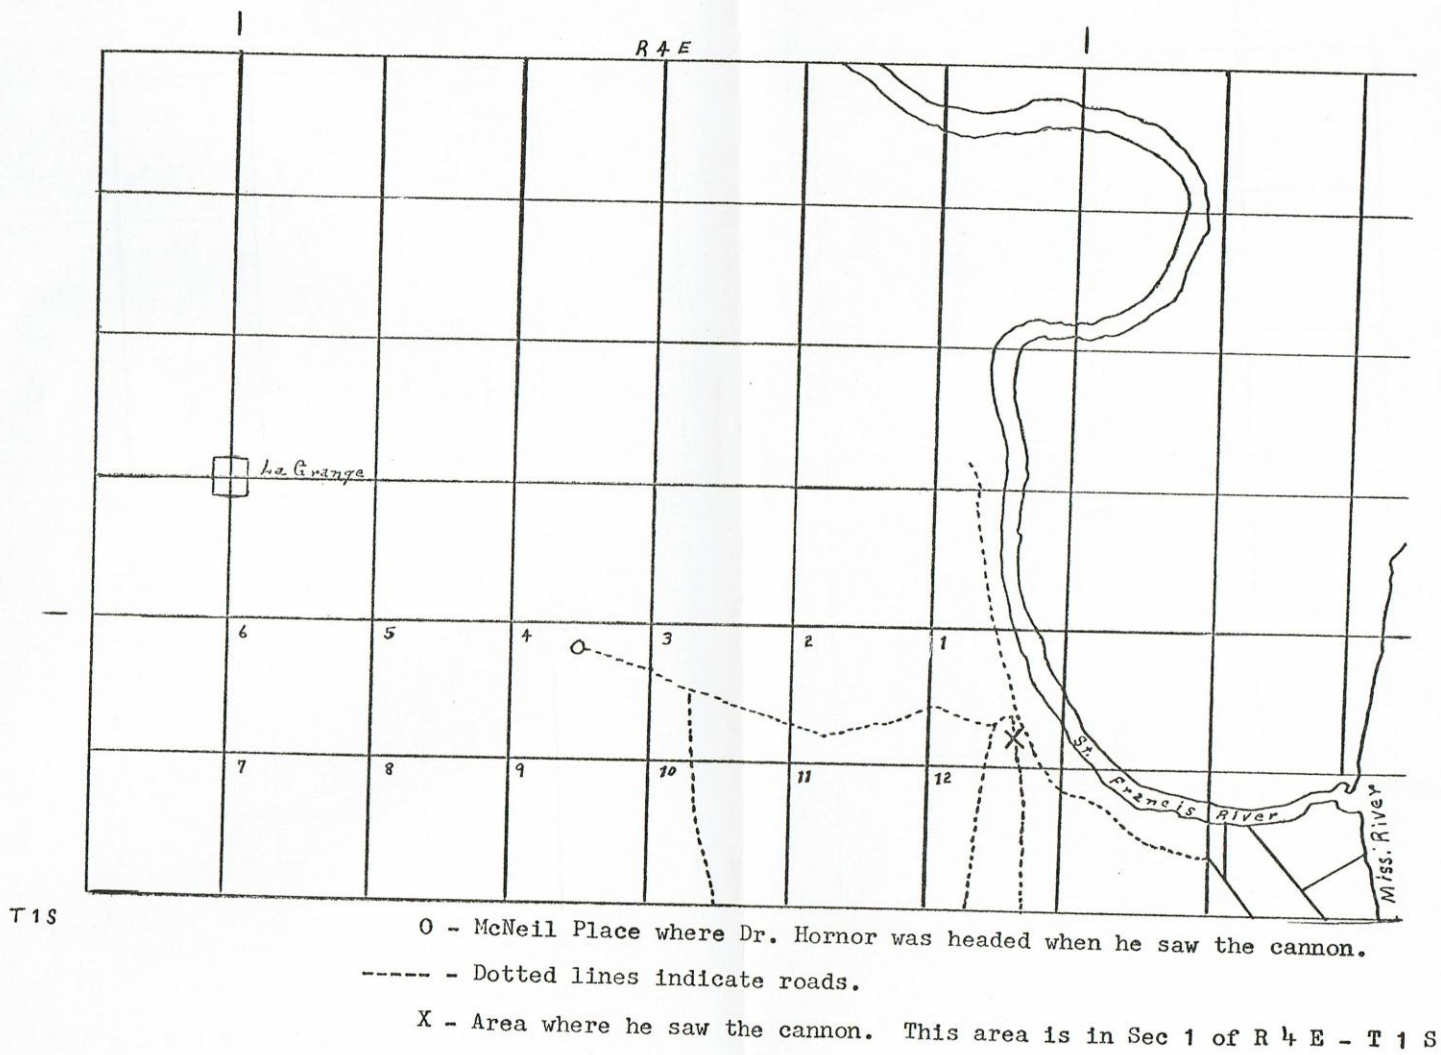 R 4 E
La Grange
6 5 4 3 2 1
7 8 9 10 11 12
St. Francis River
Miss. River
T 1 S
O - McNeil Place where Dr. Hornor was headed when he saw the cannon.
----- - Dotted lines indicate roads.
X - Area where he saw the cannon. This area is in Sec 1 of R 4 E - T 1 S